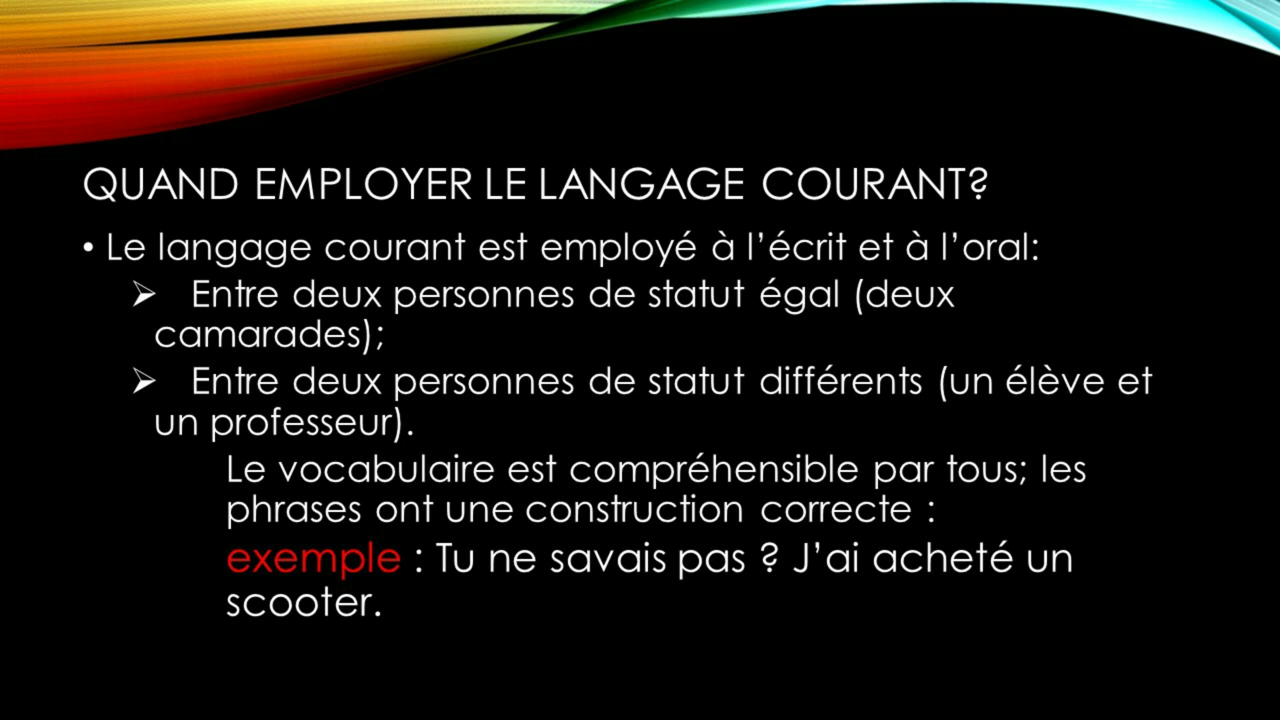 QUAND EMPLOYER LE LANGAGE COURANT?
• Le langage courant est employé à l’écrit et à l’oral:
➢ Entre deux personnes de statut égal (deux
camarades);
➢ Entre deux personnes de statut différents (un élève et
un professeur).
Le vocabulaire est compréhensible par tous; les
phrases ont une construction correcte :
exemple : Tu ne savais pas ? J’ai acheté un
scooter.